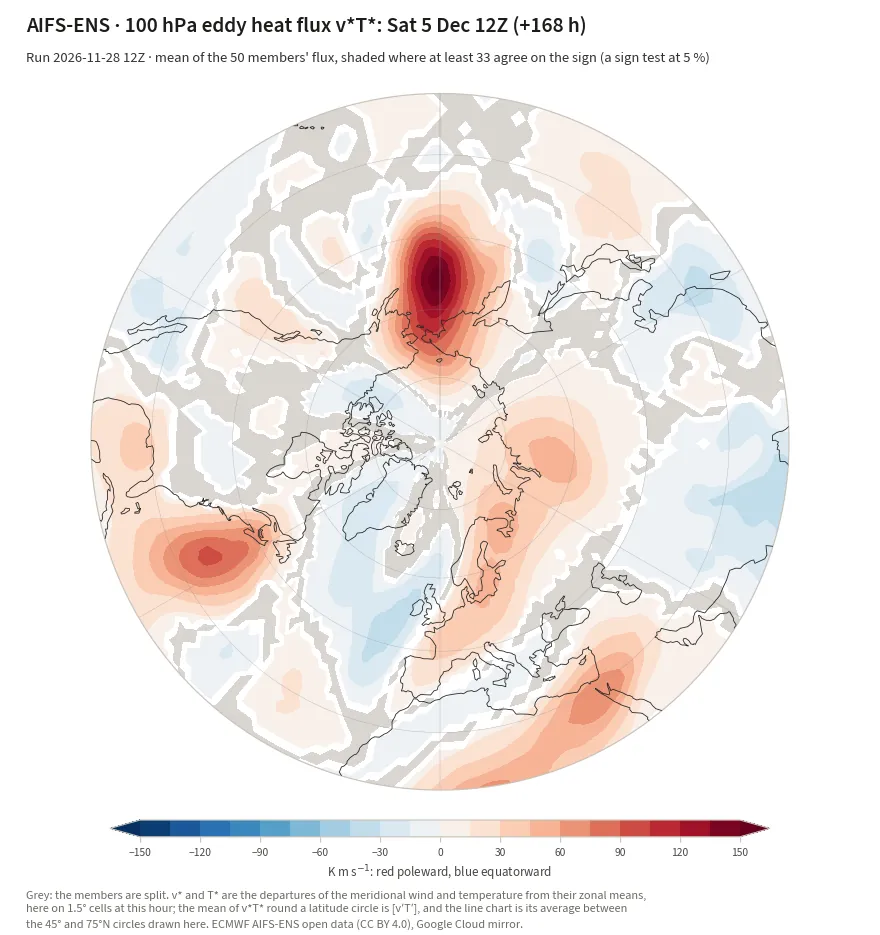 AIFS-ENS · 100 hPa eddy heat flux v*T*: Sat 5 Dec 12Z (+168 h)
Run 2026-11-28 12Z · mean of the 50 members' flux, shaded where at least 33 agree on the sign (a sign test at 5 %)
−150 −120 −90 −60 −30 0 30 60 90 120 150
K m s⁻¹: red poleward, blue equatorward
Grey: the members are split. v* and T* are the departures of the meridional wind and temperature from their zonal means,
here on 1.5° cells at this hour; the mean of v*T* round a latitude circle is [v'T'], and the line chart is its average between
the 45° and 75°N circles drawn here. ECMWF AIFS-ENS open data (CC BY 4.0), Google Cloud mirror.